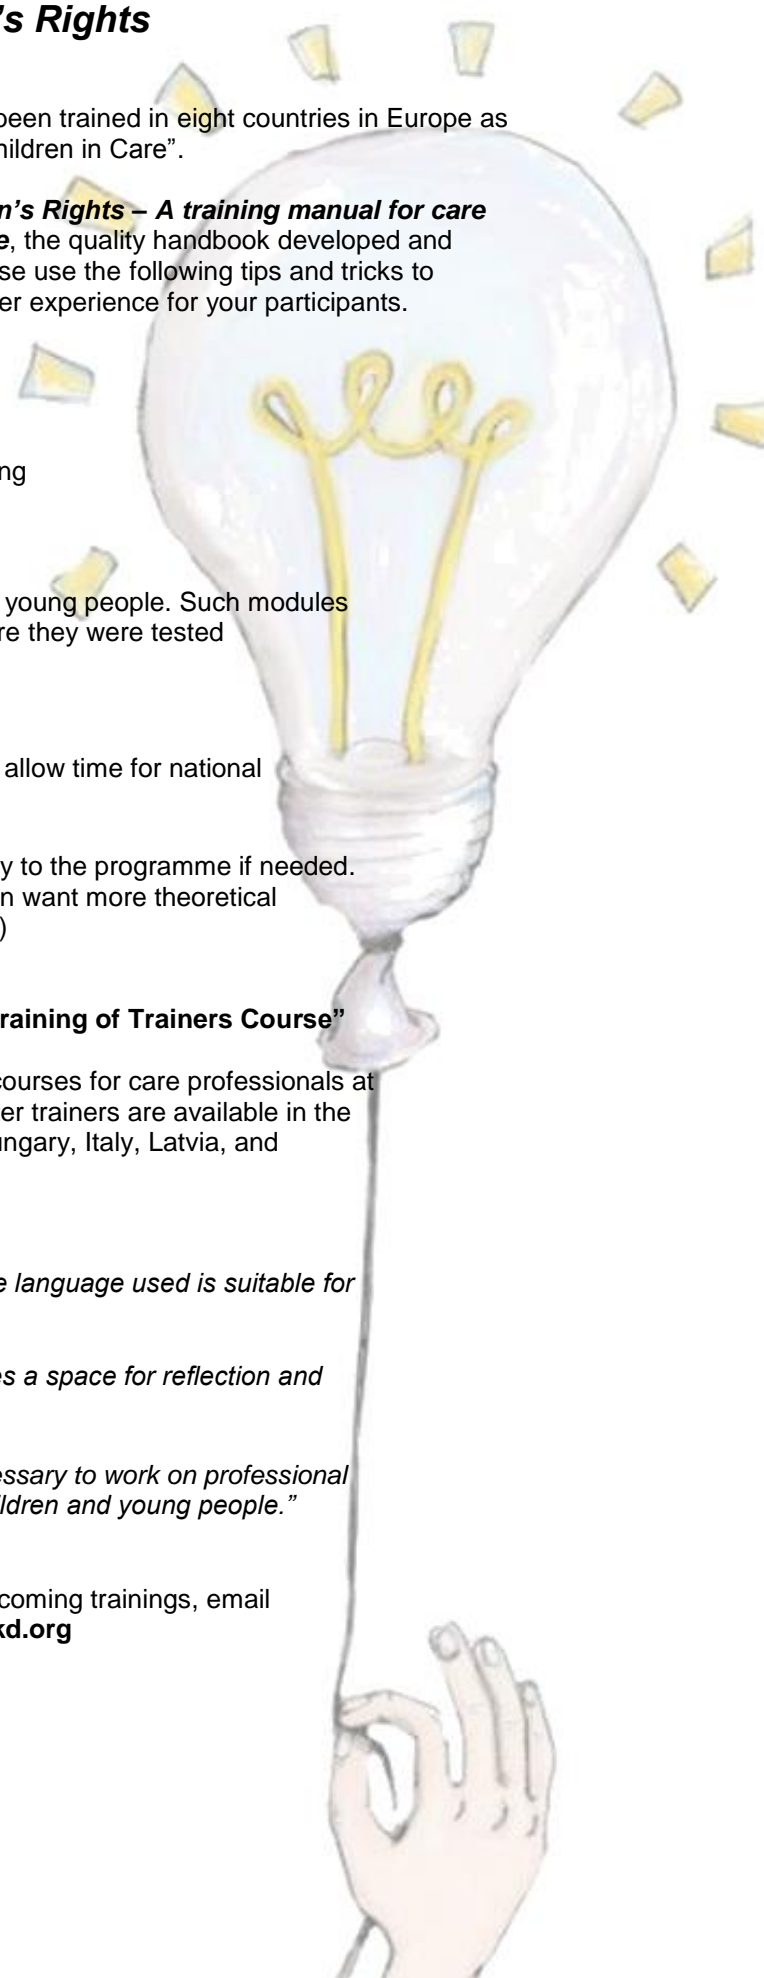 ’s Rights
been trained in eight countries in Europe as
hildren in Care”.
n’s Rights – A training manual for care
e, the quality handbook developed and
se use the following tips and tricks to
er experience for your participants.
ng
young people. Such modules
re they were tested
allow time for national
y to the programme if needed.
n want more theoretical
)
raining of Trainers Course”
courses for care professionals at
er trainers are available in the
ungary, Italy, Latvia, and
e language used is suitable for
es a space for reflection and
essary to work on professional
ildren and young people.”
coming trainings, email
kd.org